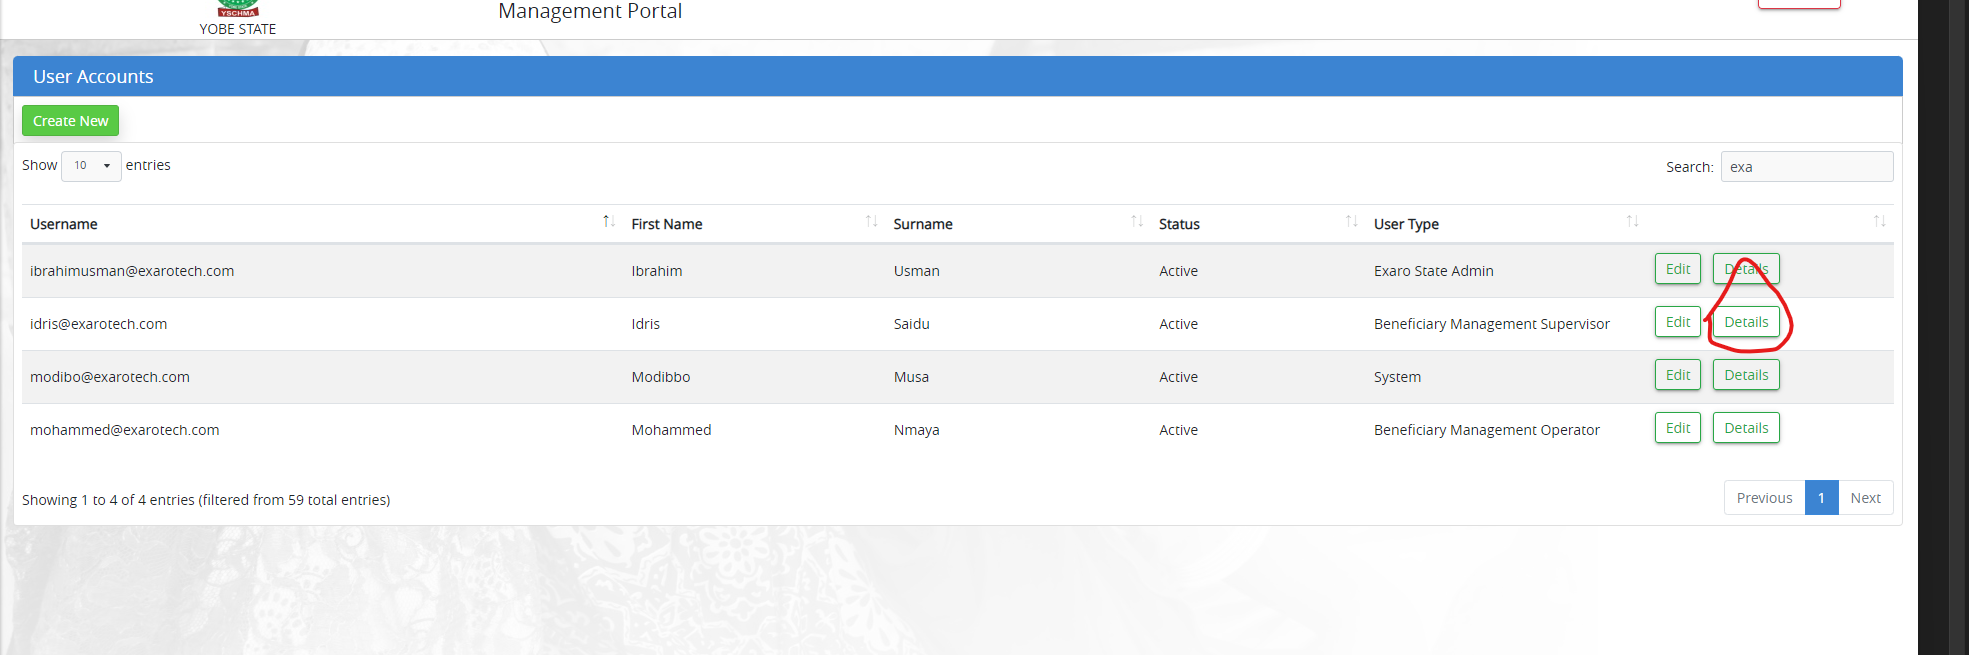 Management Portal
YSCHMA
YOBE STATE
User Accounts
Create New
Show 10 entries
Search: exa
Username First Name Surname Status User Type
ibrahimusman@exarotech.com Ibrahim Usman Active Exaro State Admin Edit Details
idris@exarotech.com Idris Saidu Active Beneficiary Management Supervisor Edit Details
modibo@exarotech.com Modibbo Musa Active System Edit Details
mohammed@exarotech.com Mohammed Nmaya Active Beneficiary Management Operator Edit Details
Showing 1 to 4 of 4 entries (filtered from 59 total entries)
Previous 1 Next